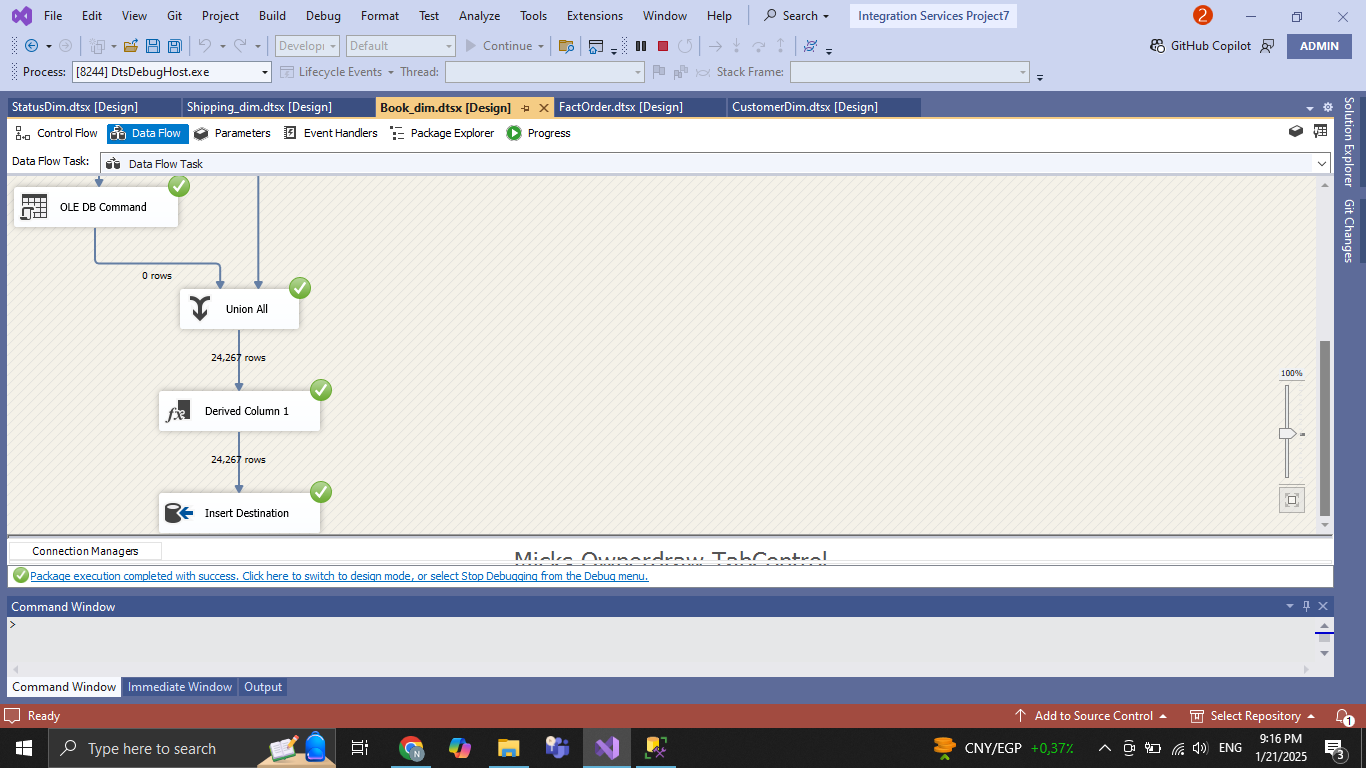 File Edit View Git Project Build Debug Format Test Analyze Tools Extensions Window Help Search Integration Services Project7 2
Develop Default Continue GitHub Copilot ADMIN
Process: [8244] DtsDebugHost.exe Lifecycle Events Thread: Stack Frame:
StatusDim.dtsx [Design] Shipping_dim.dtsx [Design] Book_dim.dtsx [Design] FactOrder.dtsx [Design] CustomerDim.dtsx [Design]
Control Flow Data Flow Parameters Event Handlers Package Explorer Progress
Data Flow Task: Data Flow Task
OLE DB Command
0 rows
Union All
24,267 rows
Derived Column 1
24,267 rows
Insert Destination
100%
Solution Explorer
Git Changes
Connection Managers
Micks Ownerdraw TabControl
Package execution completed with success. Click here to switch to design mode, or select Stop Debugging from the Debug menu.
Command Window
>
Command Window Immediate Window Output
Ready Add to Source Control Select Repository 1
Type here to search CNY/EGP +0,37% ENG 9:16 PM
1/21/2025 3